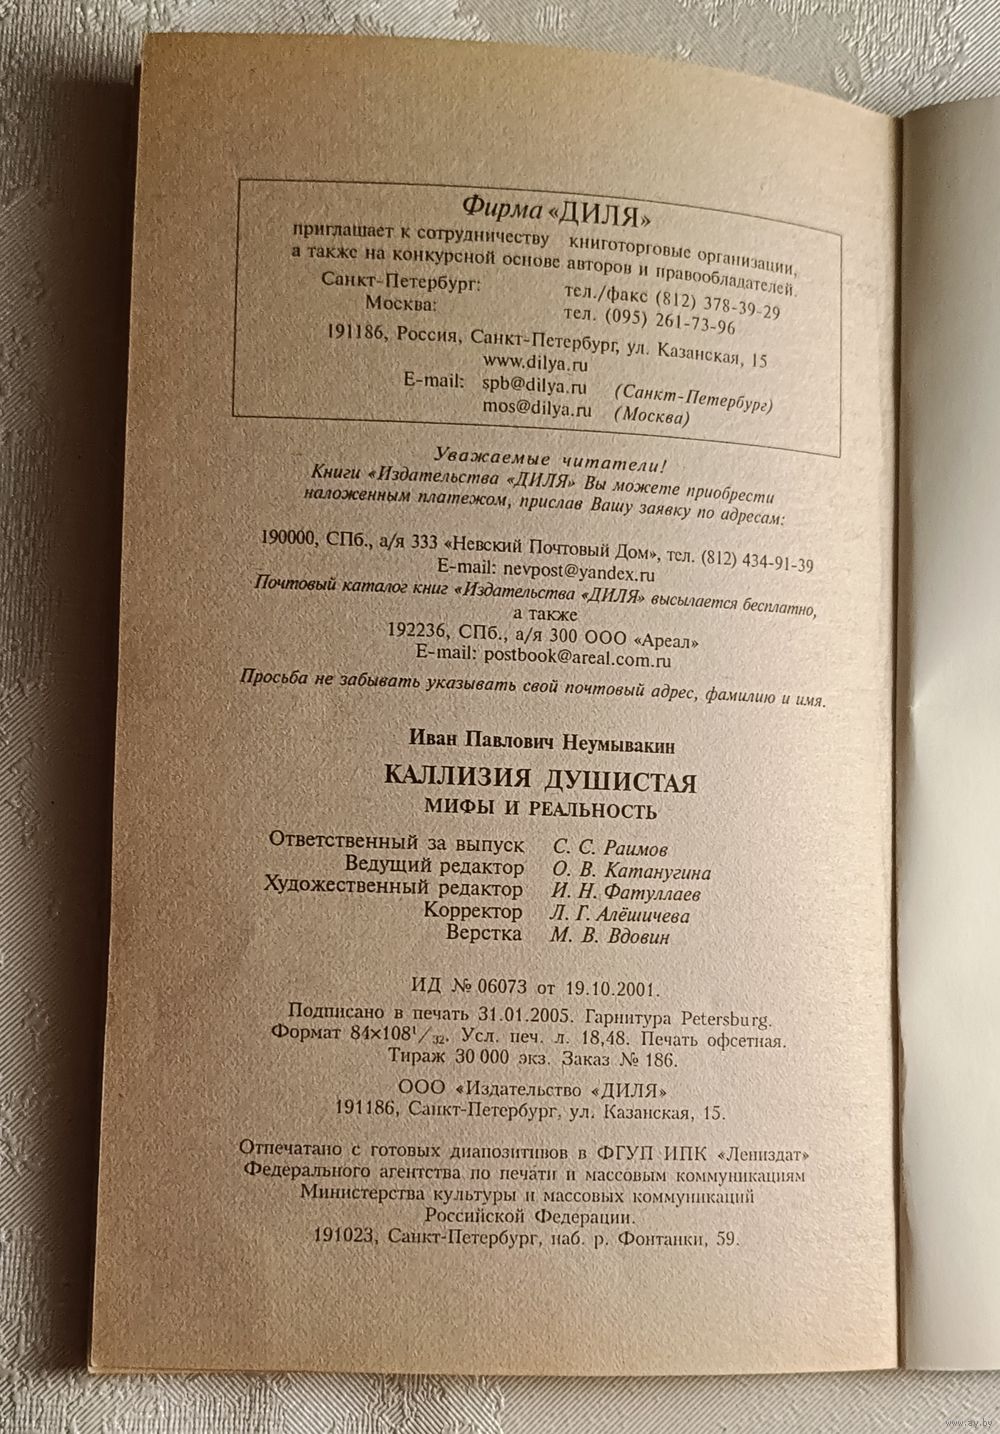 Фирма «ДИЛЯ»
приглашает к сотрудничеству книготорговые организации,
а также на конкурсной основе авторов и правообладателей.
Санкт-Петербург: тел./факс (812) 378-39-29
Москва: тел. (095) 261-73-96
191186, Россия, Санкт-Петербург, ул. Казанская, 15
www.dilya.ru
E-mail: spb@dilya.ru (Санкт-Петербург)
mos@dilya.ru (Москва)
Уважаемые читатели!
Книги «Издательства «ДИЛЯ» Вы можете приобрести
наложенным платежом, прислав Вашу заявку по адресам:
190000, СПб., а/я 333 «Невский Почтовый Дом», тел. (812) 434-91-39
E-mail: nevpost@yandex.ru
Почтовый каталог книг «Издательства «ДИЛЯ» высылается бесплатно,
а также
192236, СПб., а/я 300 ООО «Ареал»
E-mail: postbook@areal.com.ru
Просьба не забывать указывать свой почтовый адрес, фамилию и имя.
Иван Павлович Неумывакин
КАЛЛИЗИЯ ДУШИСТАЯ
МИФЫ И РЕАЛЬНОСТЬ
Ответственный за выпуск С. С. Раимов
Ведущий редактор О. В. Катанугина
Художественный редактор И. Н. Фатуллаев
Корректор Л. Г. Алёшичева
Верстка М. В. Вдовин
ИД № 06073 от 19.10.2001.
Подписано в печать 31.01.2005. Гарнитура Petersburg.
Формат 84×108¹/₃₂. Усл. печ. л. 18,48. Печать офсетная.
Тираж 30 000 экз. Заказ № 186.
ООО «Издательство «ДИЛЯ»
191186, Санкт-Петербург, ул. Казанская, 15.
Отпечатано с готовых диапозитивов в ФГУП ИПК «Лениздат»
Федерального агентства по печати и массовым коммуникациям
Министерства культуры и массовых коммуникаций
Российской Федерации.
191023, Санкт-Петербург, наб. р. Фонтанки, 59.
www.ay.by